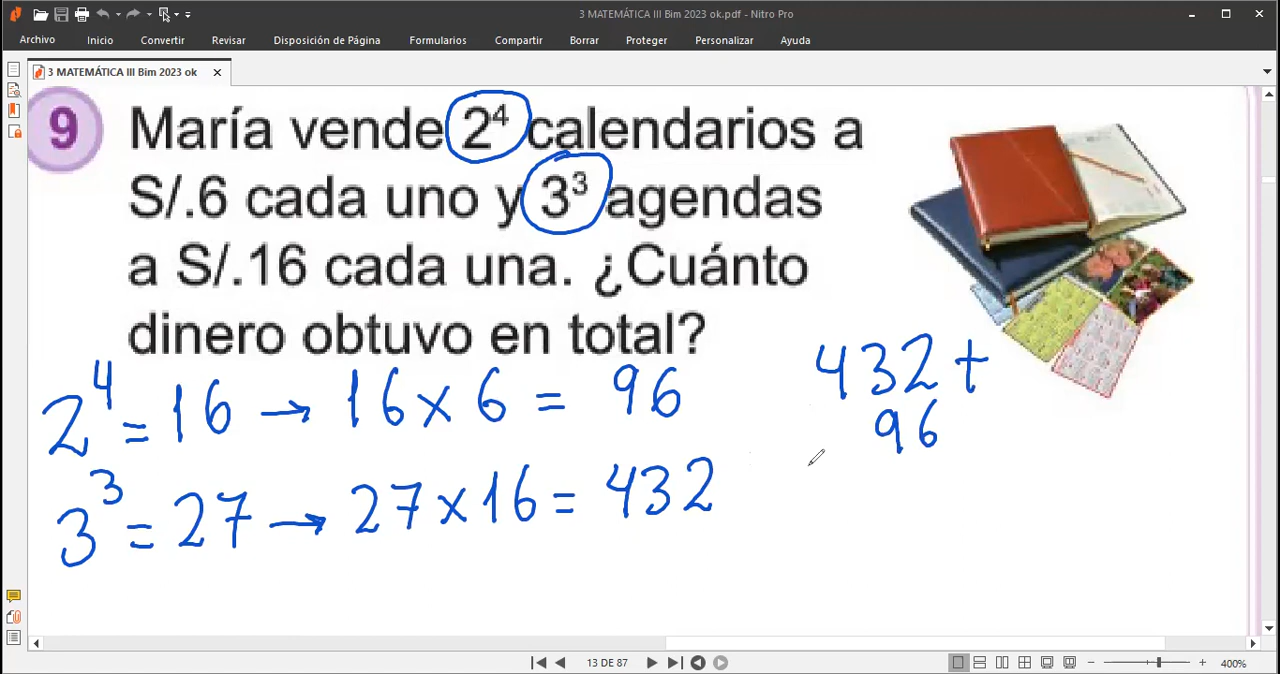 3 MATEMÁTICA III Bim 2023 ok.pdf - Nitro Pro
Archivo Inicio Convertir Revisar Disposición de Página Formularios Compartir Borrar Proteger Personalizar Ayuda
3 MATEMÁTICA III Bim 2023 ok
9 María vende 2⁴ calendarios a
S/.6 cada uno y 3³ agendas
a S/.16 cada una. ¿Cuánto
dinero obtuvo en total?
2⁴ = 16 → 16 x 6 = 96
3³ = 27 → 27 x 16 = 432
432 +
96
13 DE 87
400%